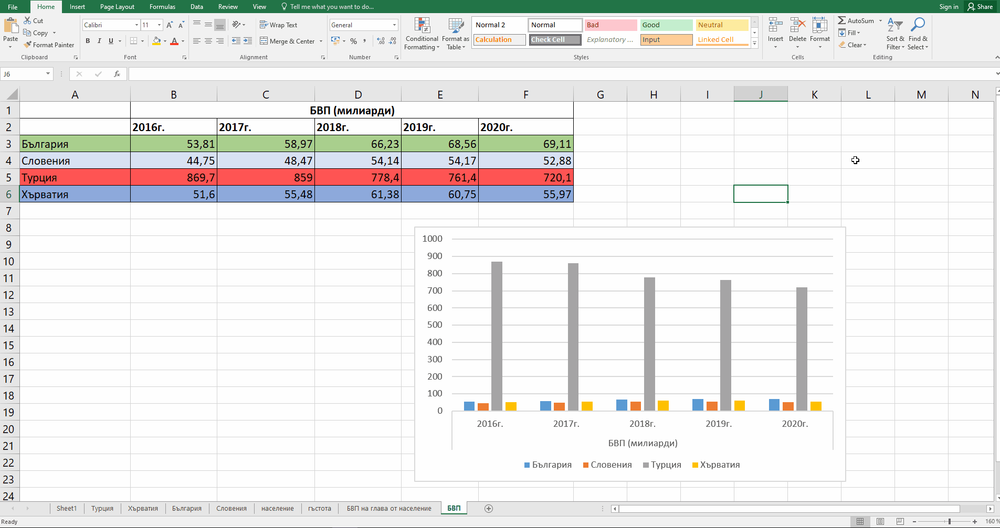 File Home Insert Page Layout Formulas Data Review View Tell me what you want to do... Sign in Share
Paste Cut Copy Format Painter Clipboard
Calibri 11 A A B I U A Font
Wrap Text Merge & Center Alignment
General % , Number
Conditional Formatting Format as Table
Normal 2 Normal Bad Good Neutral
Calculation Check Cell Explanatory ... Input Linked Cell
Styles
Insert Delete Format Cells
AutoSum Fill Clear Sort & Filter Find & Select Editing
J6 fx
A B C D E F G H I J K L M N
1 БВП (милиарди)
2 2016г. 2017г. 2018г. 2019г. 2020г.
3 България 53,81 58,97 66,23 68,56 69,11
4 Словения 44,75 48,47 54,14 54,17 52,88
5 Турция 869,7 859 778,4 761,4 720,1
6 Хърватия 51,6 55,48 61,38 60,75 55,97
7
8
9
10
11
12
13
14
15
16
17
18
19
20
21
22
23
24
1000
900
800
700
600
500
400
300
200
100
0
2016г. 2017г. 2018г. 2019г. 2020г.
БВП (милиарди)
България Словения Турция Хърватия
Sheet1 Турция Хърватия България Словения население гъстота БВП на глава от население БВП
Ready 160 %